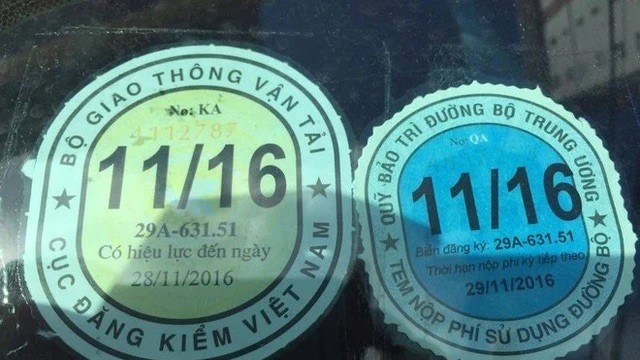 BỘ GIAO THÔNG VẬN TẢI
No: KA
4112787
11/16
29A-631.51
Có hiệu lực đến ngày
28/11/2016
CỤC ĐĂNG KIỂM VIỆT NAM
QUỸ BẢO TRÌ ĐƯỜNG BỘ TRUNG ƯƠNG
No: QA
11/16
Biển đăng ký: 29A-631.51
Thời hạn nộp phí kỳ tiếp theo
29/11/2016
TEM NỘP PHÍ SỬ DỤNG ĐƯỜNG BỘ